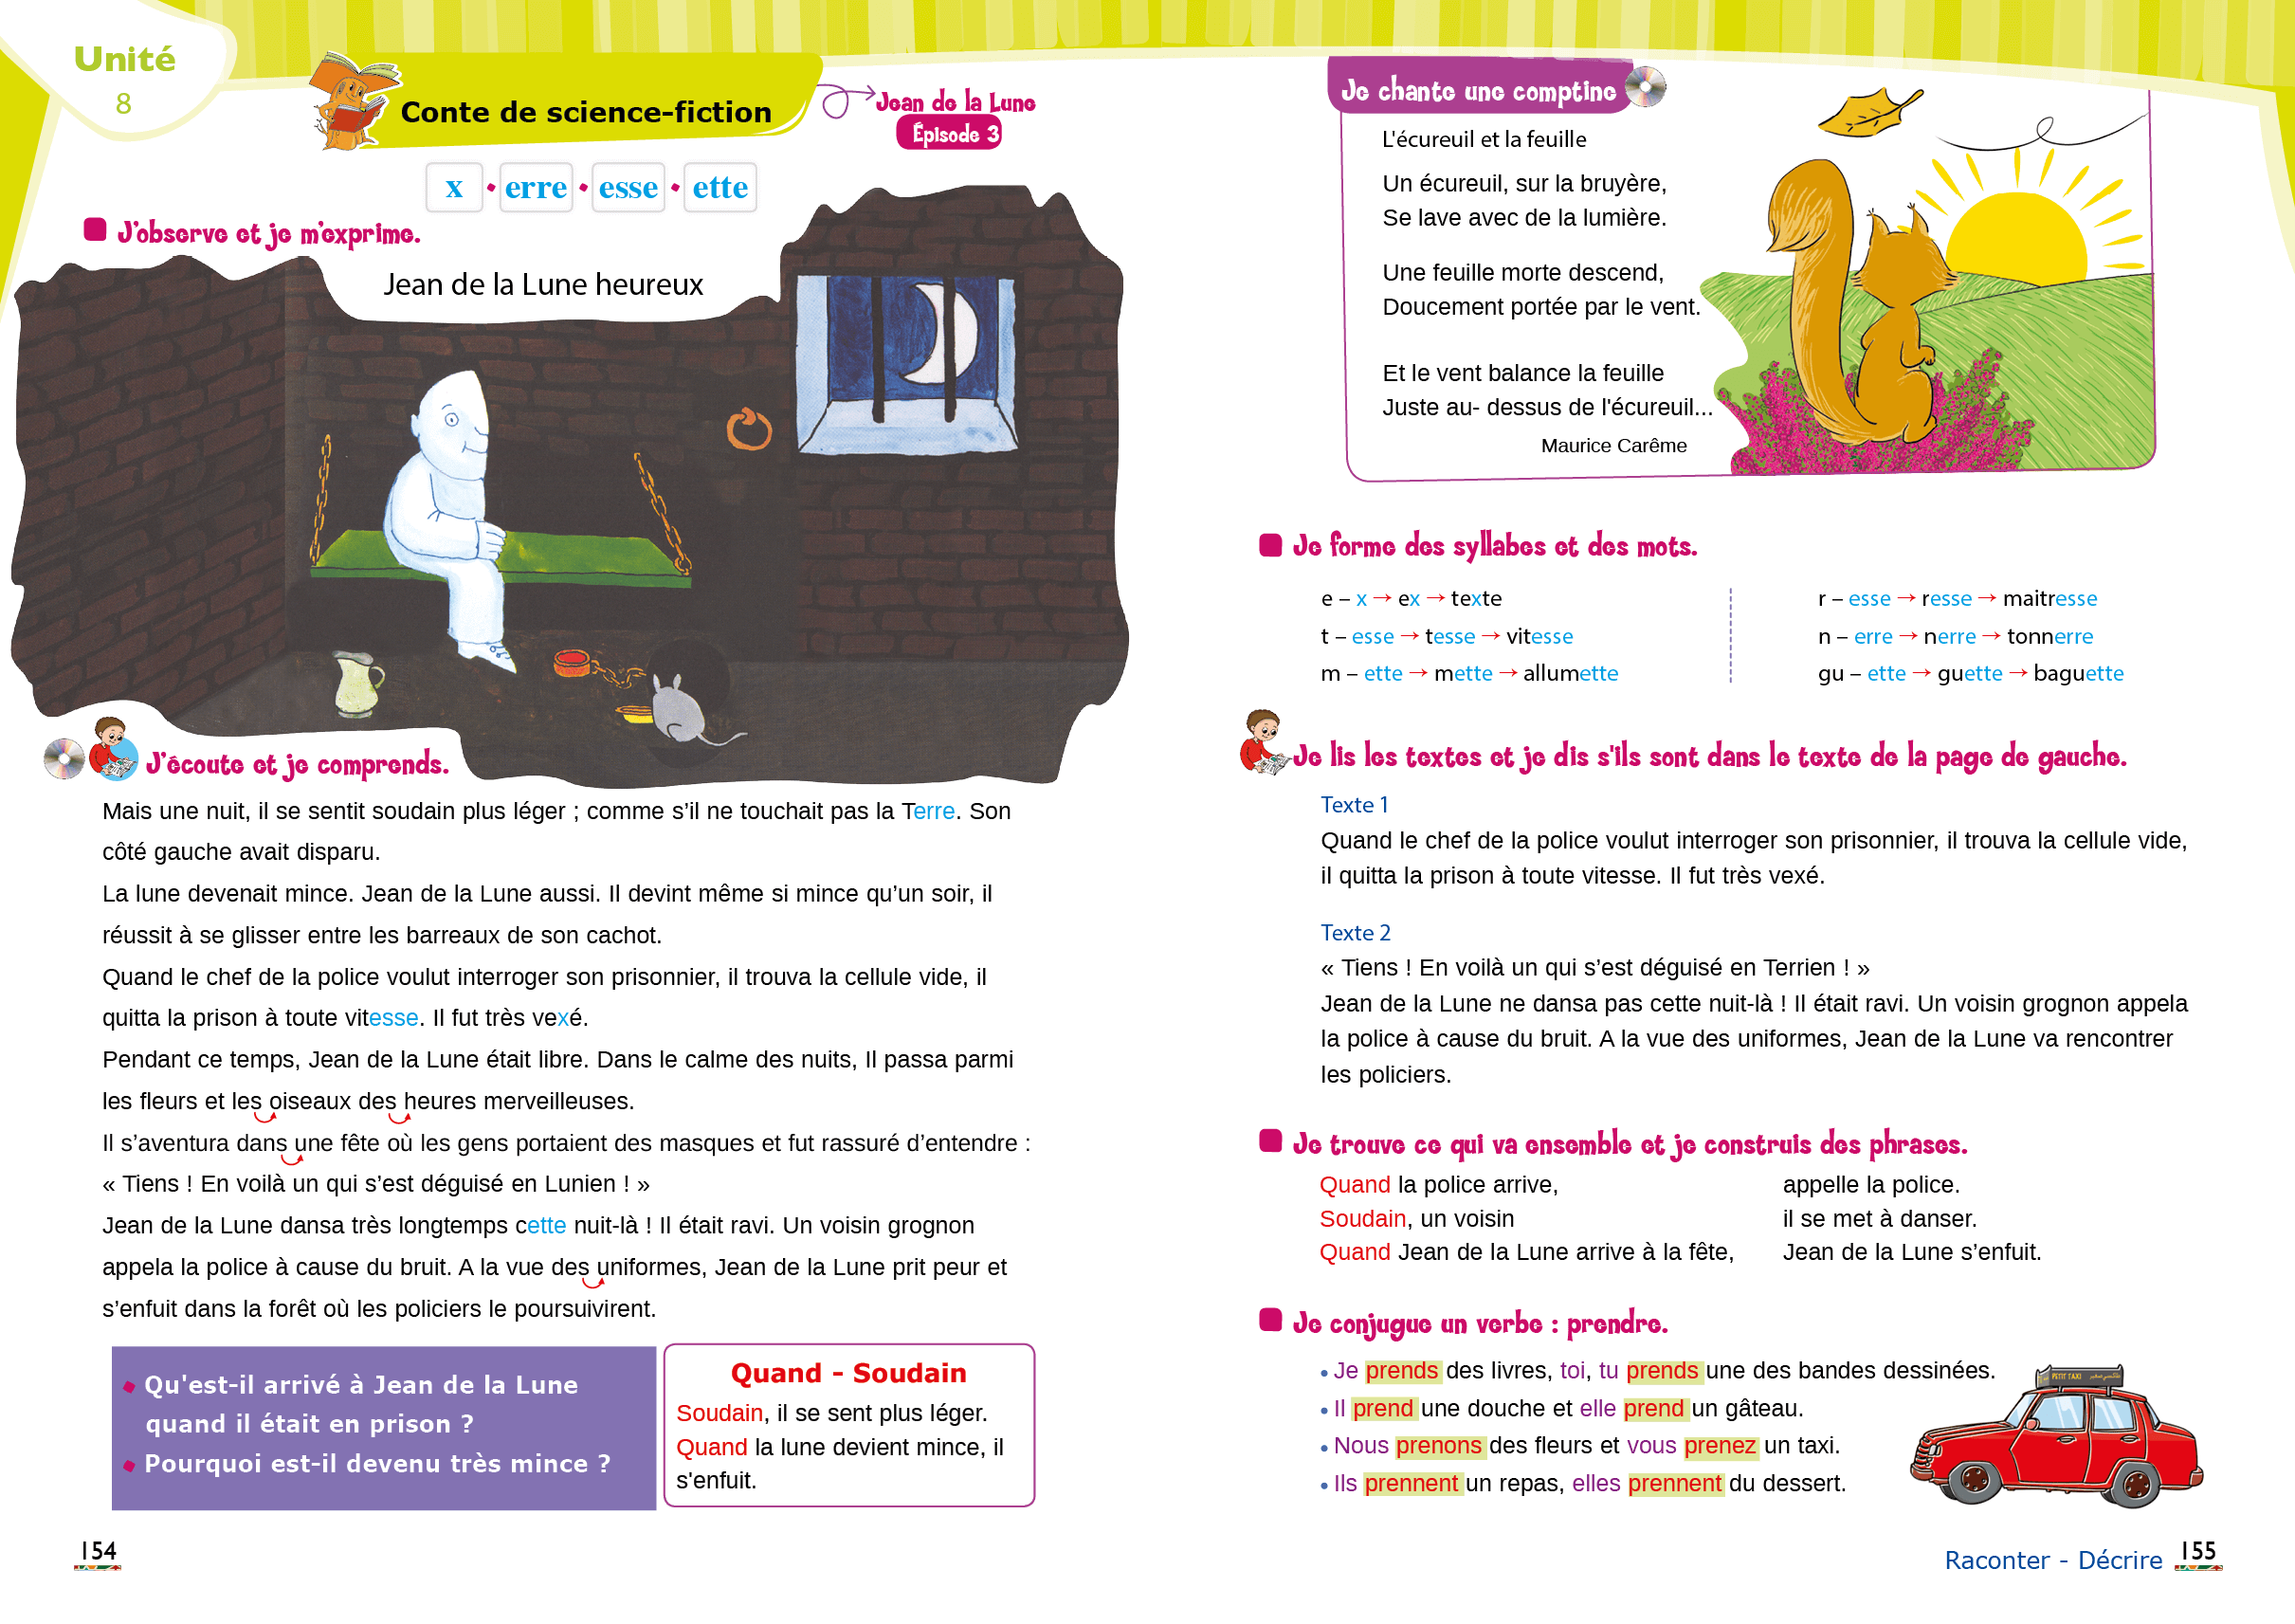 Unité
8
Conte de science-fiction
Jean de la Lune
Épisode 3
x • erre • esse • ette
J'observe et je m'exprime.
Jean de la Lune heureux
J'écoute et je comprends.
Mais une nuit, il se sentit soudain plus léger ; comme s'il ne touchait pas la Terre. Son
côté gauche avait disparu.
La lune devenait mince. Jean de la Lune aussi. Il devint même si mince qu'un soir, il
réussit à se glisser entre les barreaux de son cachot.
Quand le chef de la police voulut interroger son prisonnier, il trouva la cellule vide, il
quitta la prison à toute vitesse. Il fut très vexé.
Pendant ce temps, Jean de la Lune était libre. Dans le calme des nuits, Il passa parmi
les fleurs et les oiseaux des heures merveilleuses.
Il s'aventura dans une fête où les gens portaient des masques et fut rassuré d'entendre :
« Tiens ! En voilà un qui s'est déguisé en Lunien ! »
Jean de la Lune dansa très longtemps cette nuit-là ! Il était ravi. Un voisin grognon
appela la police à cause du bruit. A la vue des uniformes, Jean de la Lune prit peur et
s'enfuit dans la forêt où les policiers le poursuivirent.
Qu'est-il arrivé à Jean de la Lune
quand il était en prison ?
Pourquoi est-il devenu très mince ?
Quand - Soudain
Soudain, il se sent plus léger.
Quand la lune devient mince, il
s'enfuit.
154
Je chante une comptine
L'écureuil et la feuille
Un écureuil, sur la bruyère,
Se lave avec de la lumière.
Une feuille morte descend,
Doucement portée par le vent.
Et le vent balance la feuille
Juste au- dessus de l'écureuil...
Maurice Carême
Je forme des syllabes et des mots.
e – x → ex → texte
t – esse → tesse → vitesse
m – ette → mette → allumette
r – esse → resse → maitresse
n – erre → nerre → tonnerre
gu – ette → guette → baguette
Je lis les textes et je dis s'ils sont dans le texte de la page de gauche.
Texte 1
Quand le chef de la police voulut interroger son prisonnier, il trouva la cellule vide,
il quitta la prison à toute vitesse. Il fut très vexé.
Texte 2
« Tiens ! En voilà un qui s'est déguisé en Terrien ! »
Jean de la Lune ne dansa pas cette nuit-là ! Il était ravi. Un voisin grognon appela
la police à cause du bruit. A la vue des uniformes, Jean de la Lune va rencontrer
les policiers.
Je trouve ce qui va ensemble et je construis des phrases.
Quand la police arrive, appelle la police.
Soudain, un voisin il se met à danser.
Quand Jean de la Lune arrive à la fête, Jean de la Lune s'enfuit.
Je conjugue un verbe : prendre.
• Je prends des livres, toi, tu prends une des bandes dessinées.
• Il prend une douche et elle prend un gâteau.
• Nous prenons des fleurs et vous prenez un taxi.
• Ils prennent un repas, elles prennent du dessert.
PETIT TAXI
Raconter - Décrire
155